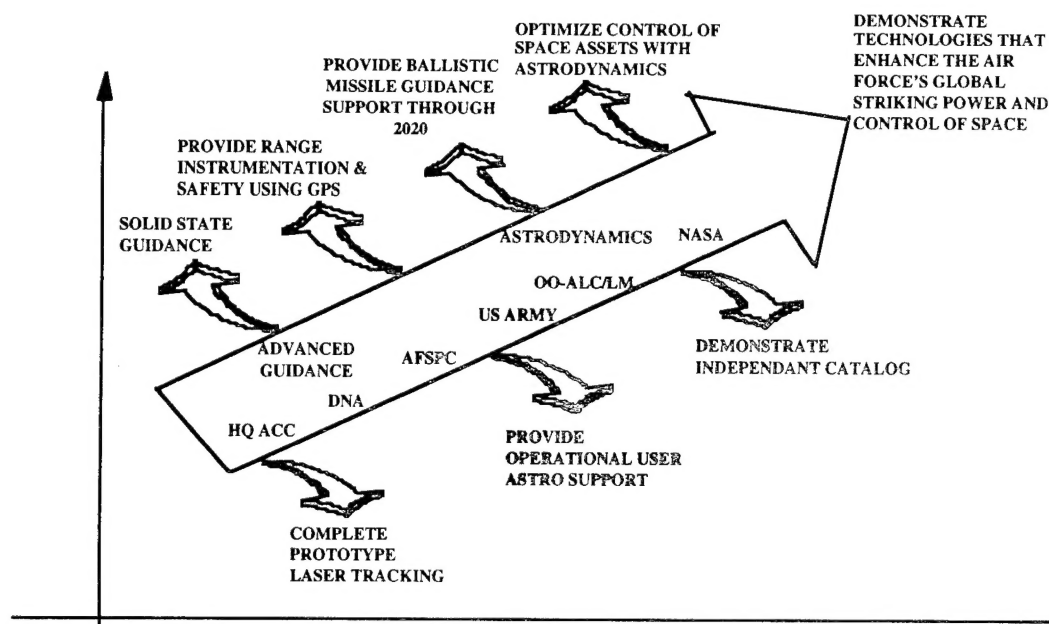 OPTIMIZE CONTROL OF
SPACE ASSETS WITH
ASTRODYNAMICS
DEMONSTRATE
TECHNOLOGIES THAT
ENHANCE THE AIR
FORCE'S GLOBAL
STRIKING POWER AND
CONTROL OF SPACE
PROVIDE BALLISTIC
MISSILE GUIDANCE
SUPPORT THROUGH
2020
PROVIDE RANGE
INSTRUMENTATION &
SAFETY USING GPS
SOLID STATE
GUIDANCE
ASTRODYNAMICS
NASA
OO-ALC/LM
US ARMY
AFSPC
ADVANCED
GUIDANCE
DNA
HQ ACC
DEMONSTRATE
INDEPENDANT CATALOG
PROVIDE
OPERATIONAL USER
ASTRO SUPPORT
COMPLETE
PROTOTYPE
LASER TRACKING